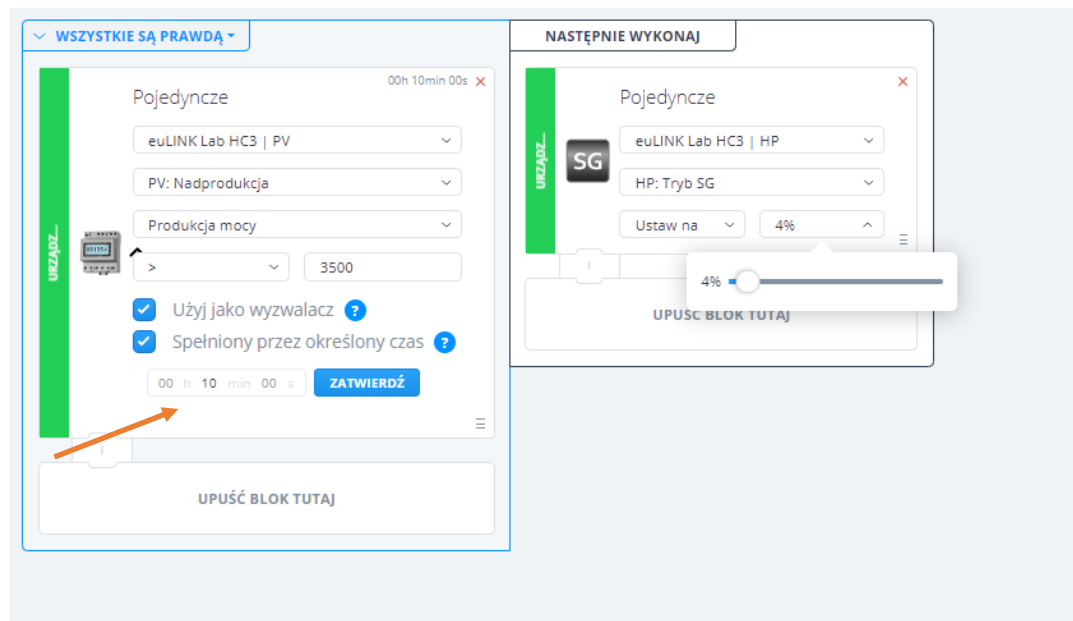 WSZYSTKIE SĄ PRAWDĄ
00h 10min 00s
Pojedyncze
euLINK Lab HC3 | PV
PV: Nadprodukcja
Produkcja mocy
> 3500
Użyj jako wyzwalacz ?
Spełniony przez określony czas ?
00 h 10 min 00 s ZATWIERDŹ
URZĄDZ...
UPUŚĆ BLOK TUTAJ
NASTĘPNIE WYKONAJ
Pojedyncze
euLINK Lab HC3 | HP
SG
HP: Tryb SG
Ustaw na 4%
URZĄDZ...
4%
UPUŚĆ BLOK TUTAJ